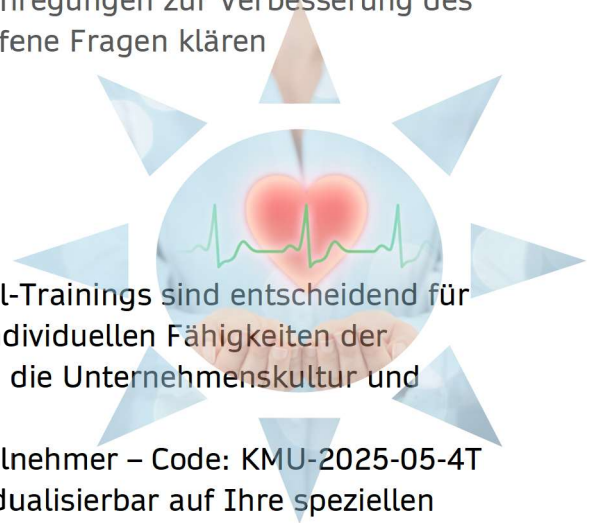 nregungen zur Verbesserung des
fene Fragen klären
l-Trainings sind entscheidend für
dividuellen Fähigkeiten der
die Unternehmenskultur und
lnehmer – Code: KMU-2025-05-4T
dualisierbar auf Ihre speziellen